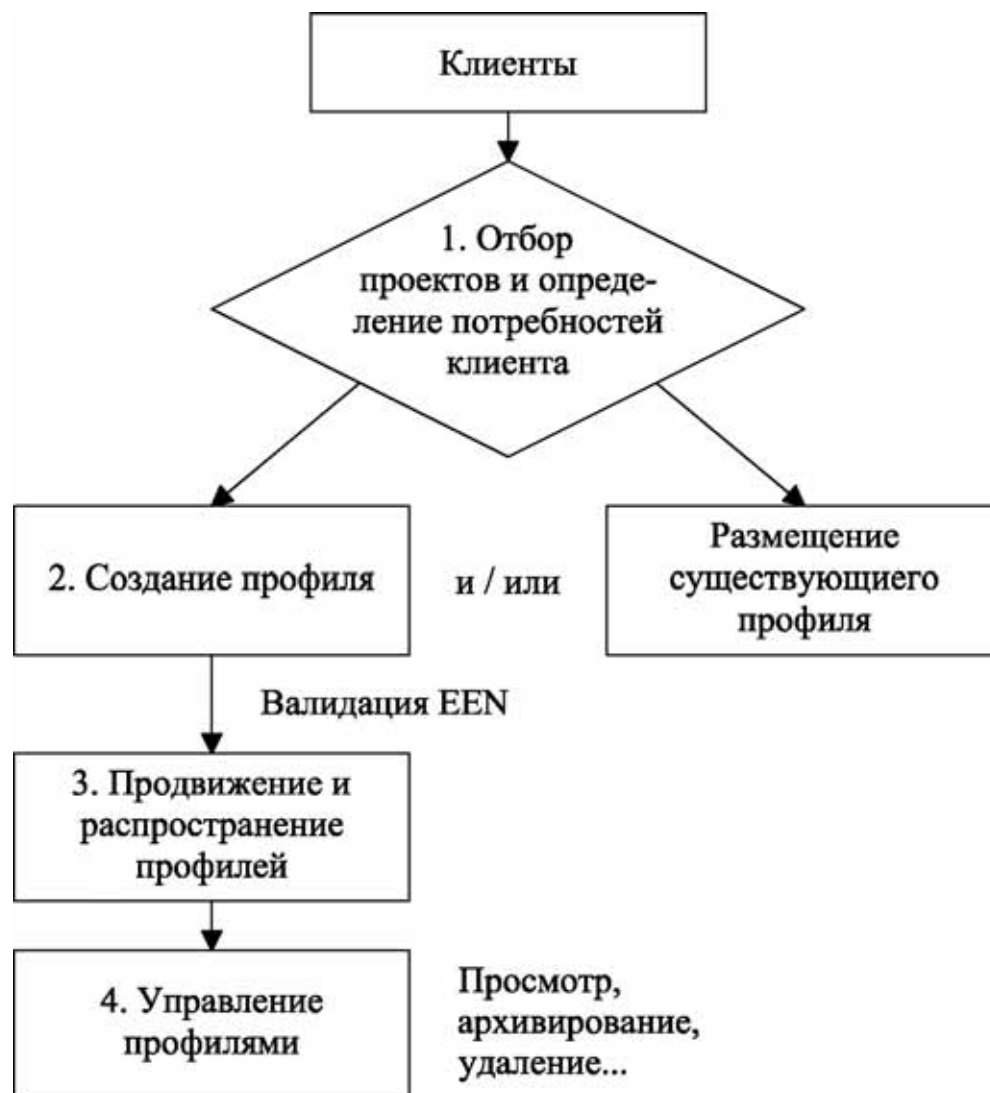 Клиенты
1. Отбор
проектов и опреде-
ление потребностей
клиента
2. Создание профиля
и / или
Размещение
существующиего
профиля
Валидация EEN
3. Продвижение и
распространение
профилей
4. Управление
профилями
Просмотр,
архивирование,
удаление...